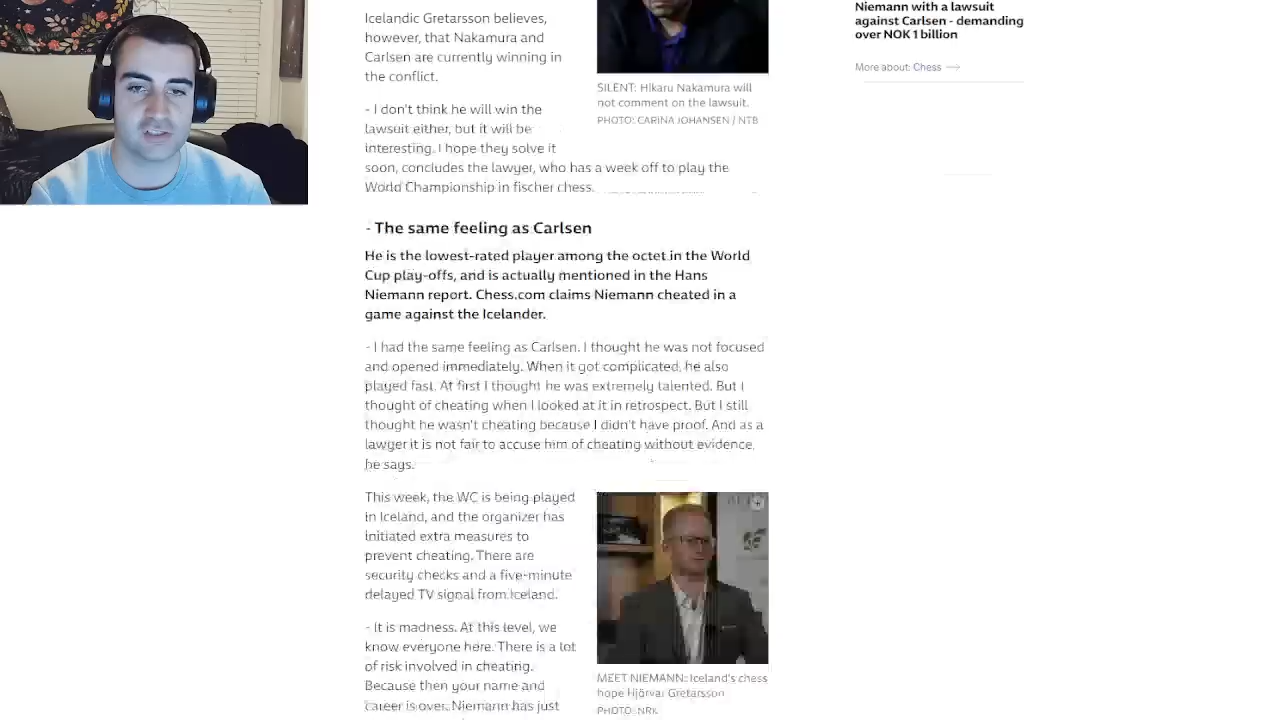 Icelandic Gretarsson believes,
however, that Nakamura and
Carlsen are currently winning in
the conflict.
- I don't think he will win the
lawsuit either, but it will be
interesting. I hope they solve it
soon, concludes the lawyer, who has a week off to play the
World Championship in fischer chess.
SILENT: Hikaru Nakamura will
not comment on the lawsuit.
PHOTO: CARINA JOHANSEN / NTB
- The same feeling as Carlsen
He is the lowest-rated player among the octet in the World
Cup play-offs, and is actually mentioned in the Hans
Niemann report. Chess.com claims Niemann cheated in a
game against the Icelander.
- I had the same feeling as Carlsen. I thought he was not focused
and opened immediately. When it got complicated, he also
played fast. At first I thought he was extremely talented. But I
thought of cheating when I looked at it in retrospect. But I still
thought he wasn't cheating because I didn't have proof. And as a
lawyer it is not fair to accuse him of cheating without evidence,
he says.
This week, the WC is being played
in Iceland, and the organizer has
initiated extra measures to
prevent cheating. There are
security checks and a five-minute
delayed TV signal from Iceland.
- It is madness. At this level, we
know everyone here. There is a lot
of risk involved in cheating.
Because then your name and
career is over. Niemann has just
MEET NIEMANN: Iceland's chess
hope Hjörvar Gretarsson
PHOTO: NRK
Niemann with a lawsuit
against Carlsen - demanding
over NOK 1 billion
More about: Chess →